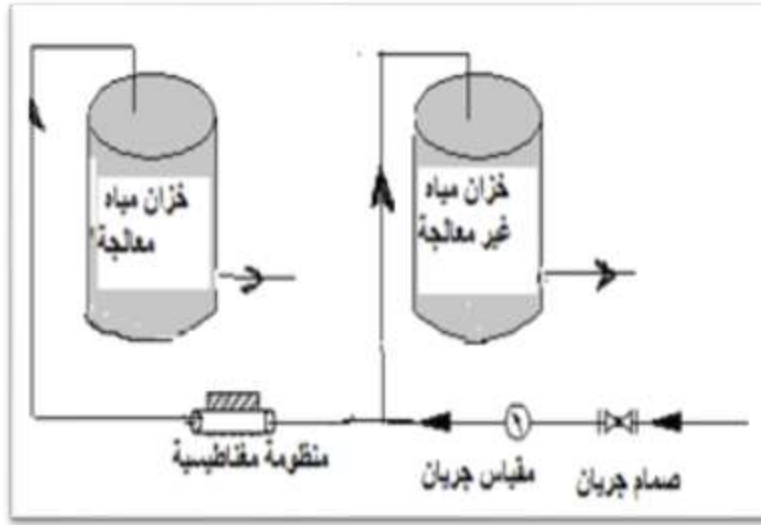 خزان مياه
معالجة
خزان مياه
غير معالجة
منظومة مغناطيسية
مقياس جريان
صمام جريان